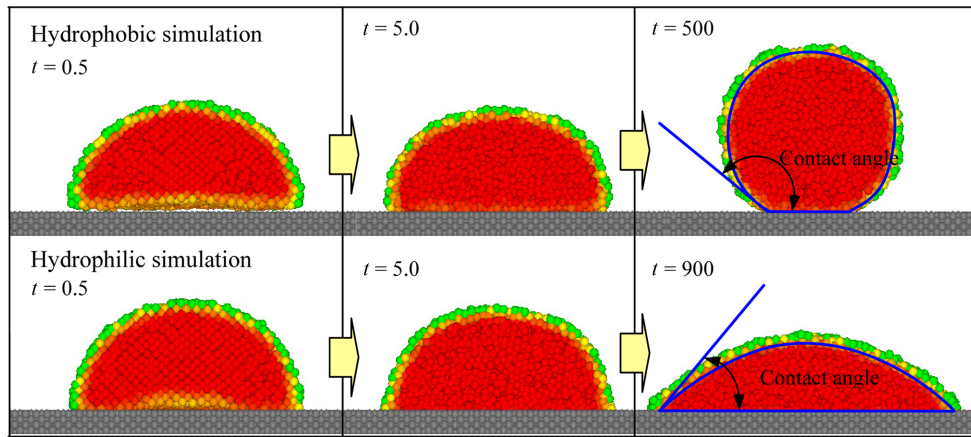 Hydrophobic simulation
t = 0.5
t = 5.0
t = 500
Contact angle
Hydrophilic simulation
t = 0.5
t = 5.0
t = 900
Contact angle